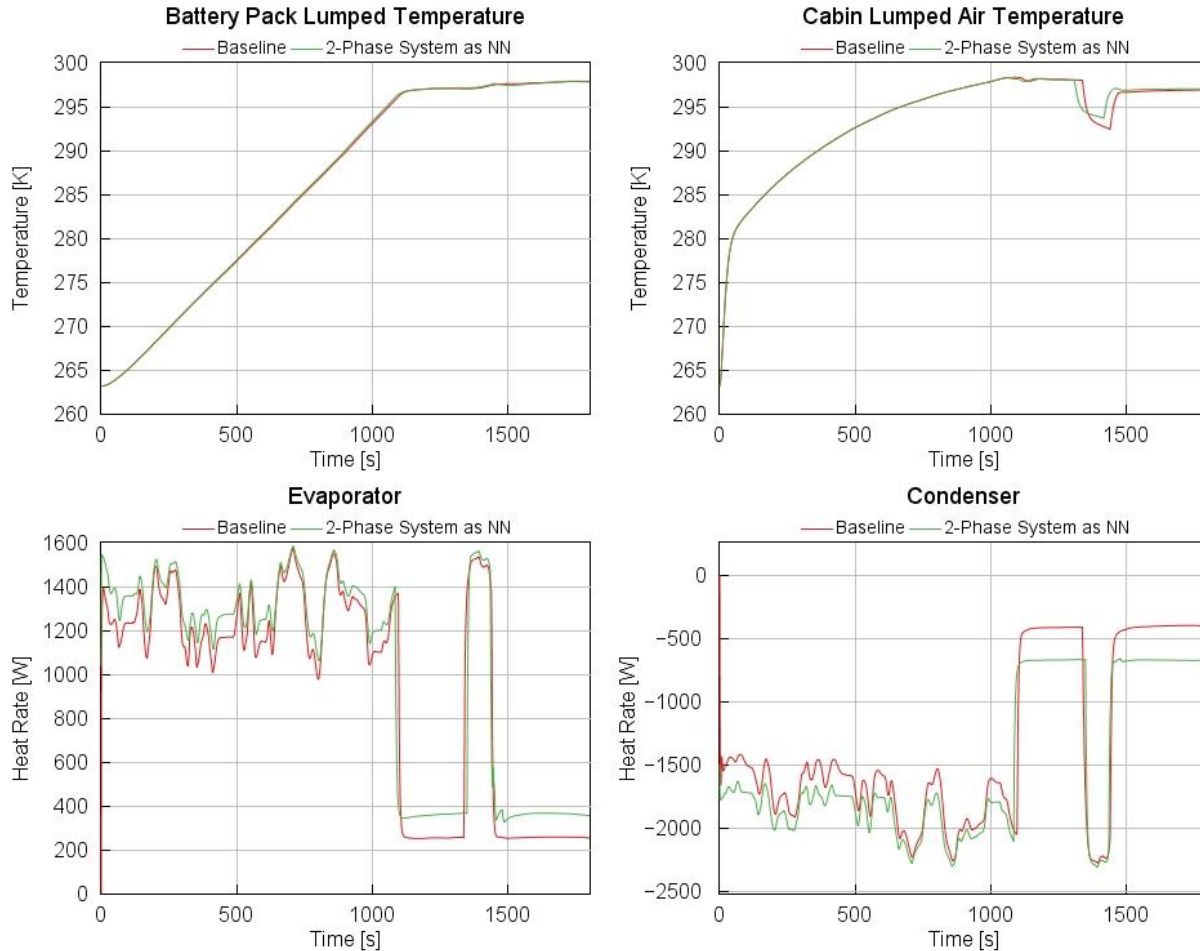 Battery Pack Lumped Temperature
Baseline 2-Phase System as NN
Temperature [K]
300
295
290
285
280
275
270
265
260
0 500 1000 1500
Time [s]
Cabin Lumped Air Temperature
Baseline 2-Phase System as NN
Temperature [K]
300
295
290
285
280
275
270
265
260
0 500 1000 1500
Time [s]
Evaporator
Baseline 2-Phase System as NN
Heat Rate [W]
1600
1400
1200
1000
800
600
400
200
0
0 500 1000 1500
Time [s]
Condenser
Baseline 2-Phase System as NN
Heat Rate [W]
0
−500
−1000
−1500
−2000
−2500
0 500 1000 1500
Time [s]